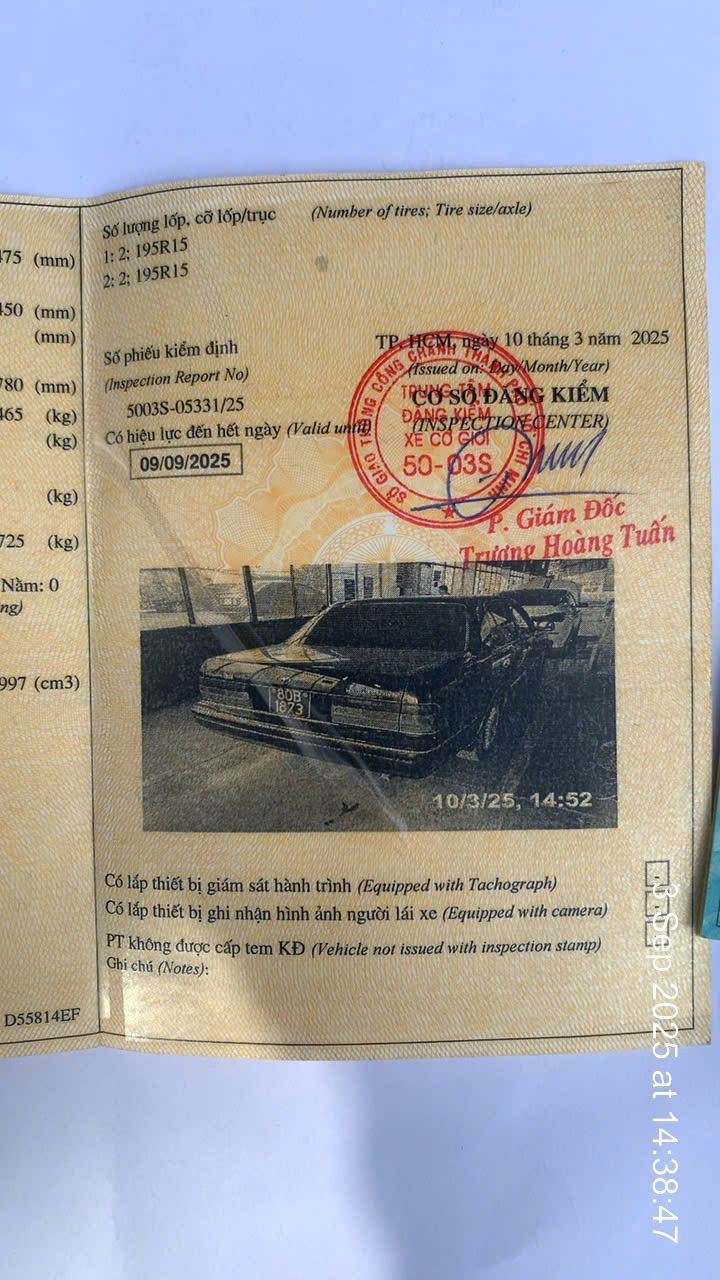 475 (mm)
450 (mm)
(mm)
780 (mm)
465 (kg)
(kg)
(kg)
725 (kg)
Năm: 0
ng)
997 (cm3)
D55814EF
Số lượng lốp, cỡ lốp/trục (Number of tires; Tire size/axle)
1: 2; 195R15
2: 2; 195R15
Số phiếu kiểm định
(Inspection Report No)
5003S-05331/25
Có hiệu lực đến hết ngày (Valid until)
09/09/2025
TP. HCM, ngày 10 tháng 3 năm 2025
(Issued on: Day/Month/Year)
CƠ SỞ ĐĂNG KIỂM
(INSPECTION CENTER)
SỞ GIAO THÔNG CÔNG CHÁNH THÀNH PHỐ HỒ CHÍ MINH
TRUNG TÂM
ĐĂNG KIỂM
XE CƠ GIỚI
50-03S
P. Giám Đốc
Trương Hoàng Tuấn
80B
1873
10/3/25, 14:52
Có lắp thiết bị giám sát hành trình (Equipped with Tachograph)
Có lắp thiết bị ghi nhận hình ảnh người lái xe (Equipped with camera)
PT không được cấp tem KĐ (Vehicle not issued with inspection stamp)
Ghi chú (Notes):
3 Sep 2025 at 14:38:47